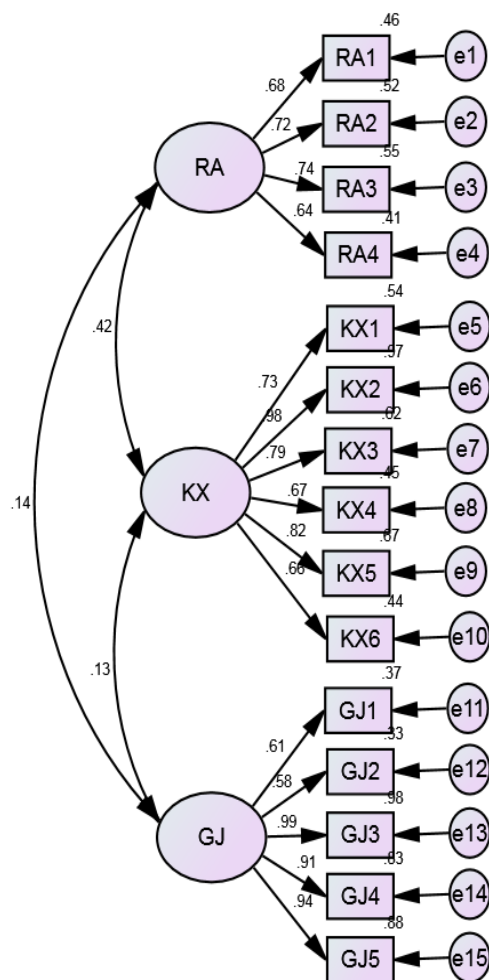 .46
RA1
e1
.68
.52
RA2
e2
.72
.55
RA
RA3
e3
.74
.41
RA4
e4
.64
.54
KX1
e5
.42
.73
.97
KX2
e6
.98
.62
KX3
e7
.79
.45
KX
KX4
e8
.67
.67
KX5
e9
.82
.44
KX6
e10
.66
.14
.37
GJ1
e11
.13
.61
.33
GJ2
e12
.58
.98
GJ
GJ3
e13
.99
.83
GJ4
e14
.91
.88
GJ5
e15
.94